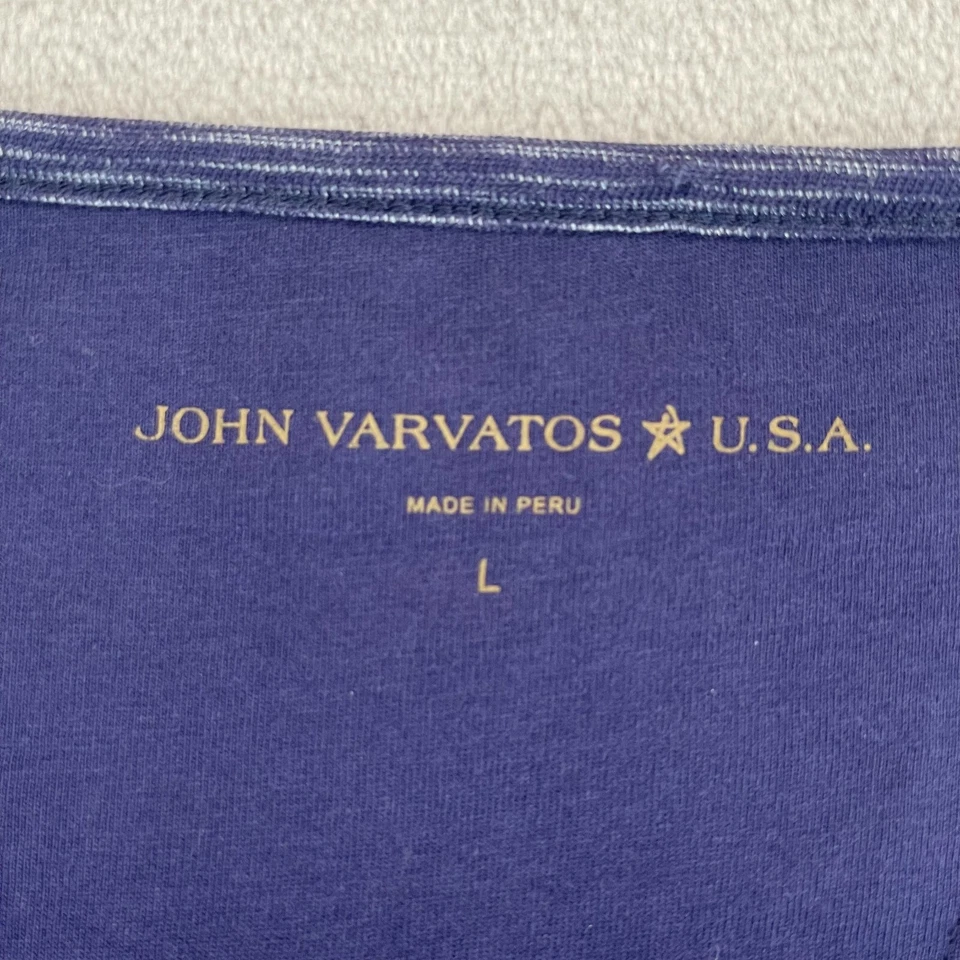 JOHN VARVATOS ★ U.S.A.
MADE IN PERU
L